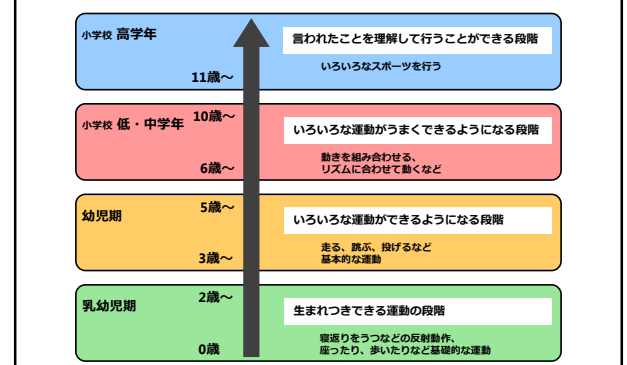 小学校 高学年
11歳～
言われたことを理解して行うことができる段階
いろいろなスポーツを行う
小学校 低・中学年
10歳～
6歳～
いろいろな運動がうまくできるようになる段階
動きを組み合わせる、
リズムに合わせて動くなど
幼児期
5歳～
3歳～
いろいろな運動ができるようになる段階
走る、跳ぶ、投げるなど
基本的な運動
乳幼児期
2歳～
0歳
生まれつきできる運動の段階
寝返りをうつなどの反射動作、
座ったり、歩いたりなど基礎的な運動